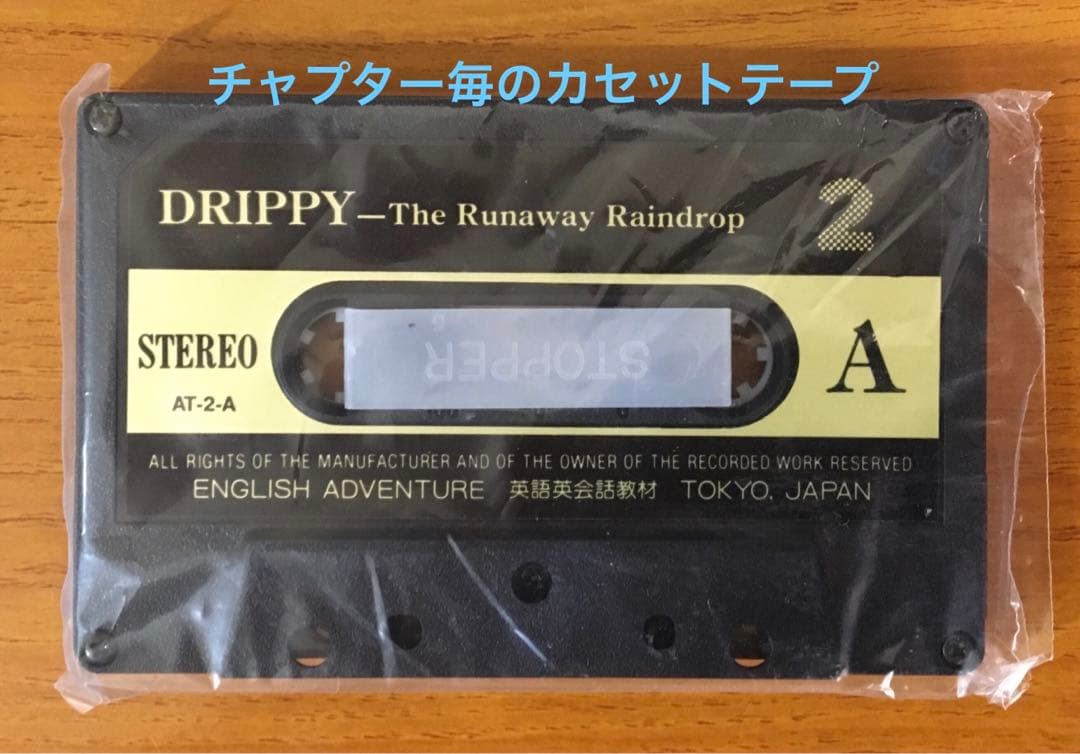 チャプター毎のカセットテープ
DRIPPY—The Runaway Raindrop 2
STEREO
AT-2-A
STOPPER
A
ALL RIGHTS OF THE MANUFACTURER AND OF THE OWNER OF THE RECORDED WORK RESERVED
ENGLISH ADVENTURE 英語英会話教材 TOKYO, JAPAN